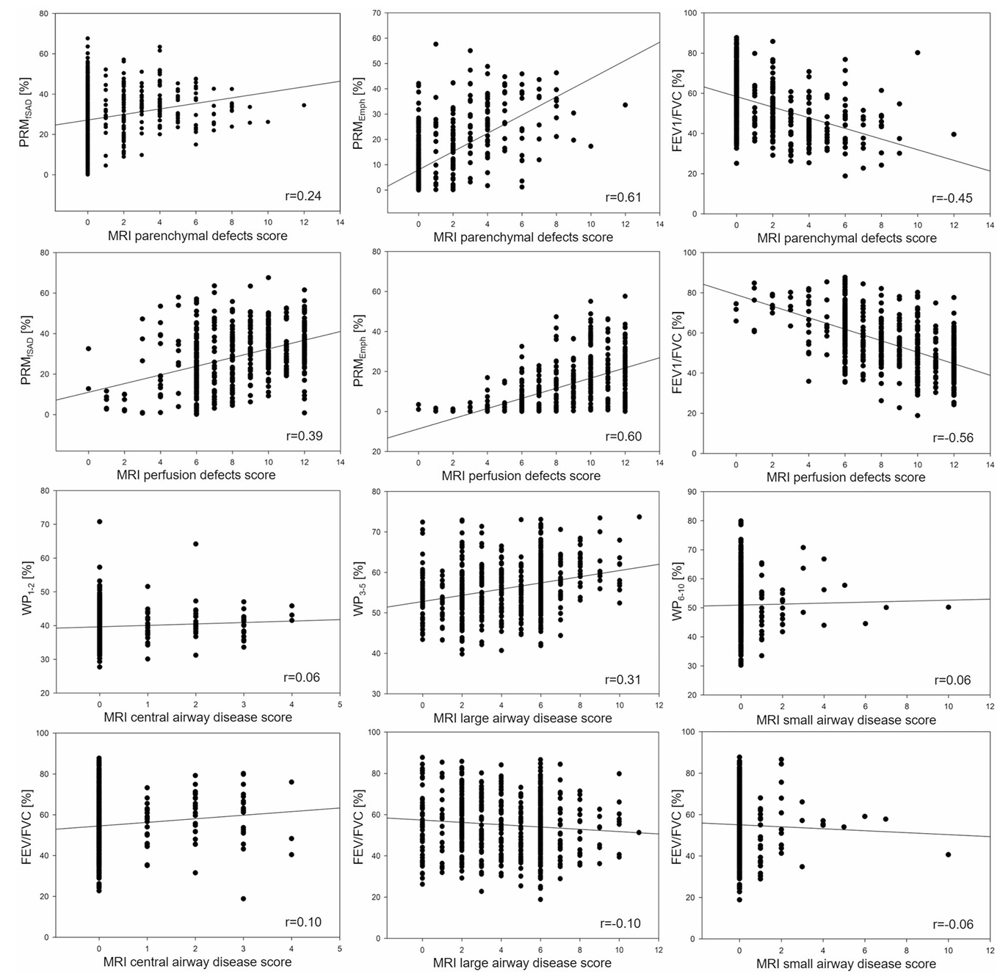 80
60
40
20
0
PRMfSAD [%]
r=0.24
0 2 4 6 8 10 12 14
MRI parenchymal defects score
70
60
50
40
30
20
10
0
PRMEmph [%]
r=0.61
0 2 4 6 8 10 12 14
MRI parenchymal defects score
100
80
60
40
20
0
FEV1/FVC [%]
r=-0.45
0 2 4 6 8 10 12 14
MRI parenchymal defects score
80
60
40
20
0
PRMfSAD [%]
r=0.39
0 2 4 6 8 10 12 14
MRI perfusion defects score
80
60
40
20
0
20
PRMEmph [%]
r=0.60
0 2 4 6 8 10 12 14
MRI perfusion defects score
100
80
60
40
20
0
FEV1/FVC [%]
r=-0.56
0 2 4 6 8 10 12 14
MRI perfusion defects score
80
70
60
50
40
30
20
WP1-2 [%]
r=0.06
0 1 2 3 4 5
MRI central airway disease score
80
70
60
50
40
30
WP3-5 [%]
r=0.31
0 2 4 6 8 10 12
MRI large airway disease score
90
80
70
60
50
40
30
20
WP6-10 [%]
r=0.06
0 2 4 6 8 10 12
MRI small airway disease score
100
80
60
40
20
0
FEV/FVC [%]
r=0.10
0 1 2 3 4 5
MRI central airway disease score
100
80
60
40
20
0
FEV/FVC [%]
r=-0.10
0 2 4 6 8 10 12
MRI large airway disease score
100
80
60
40
20
0
FEV/FVC [%]
r=-0.06
0 2 4 6 8 10 12
MRI small airway disease score